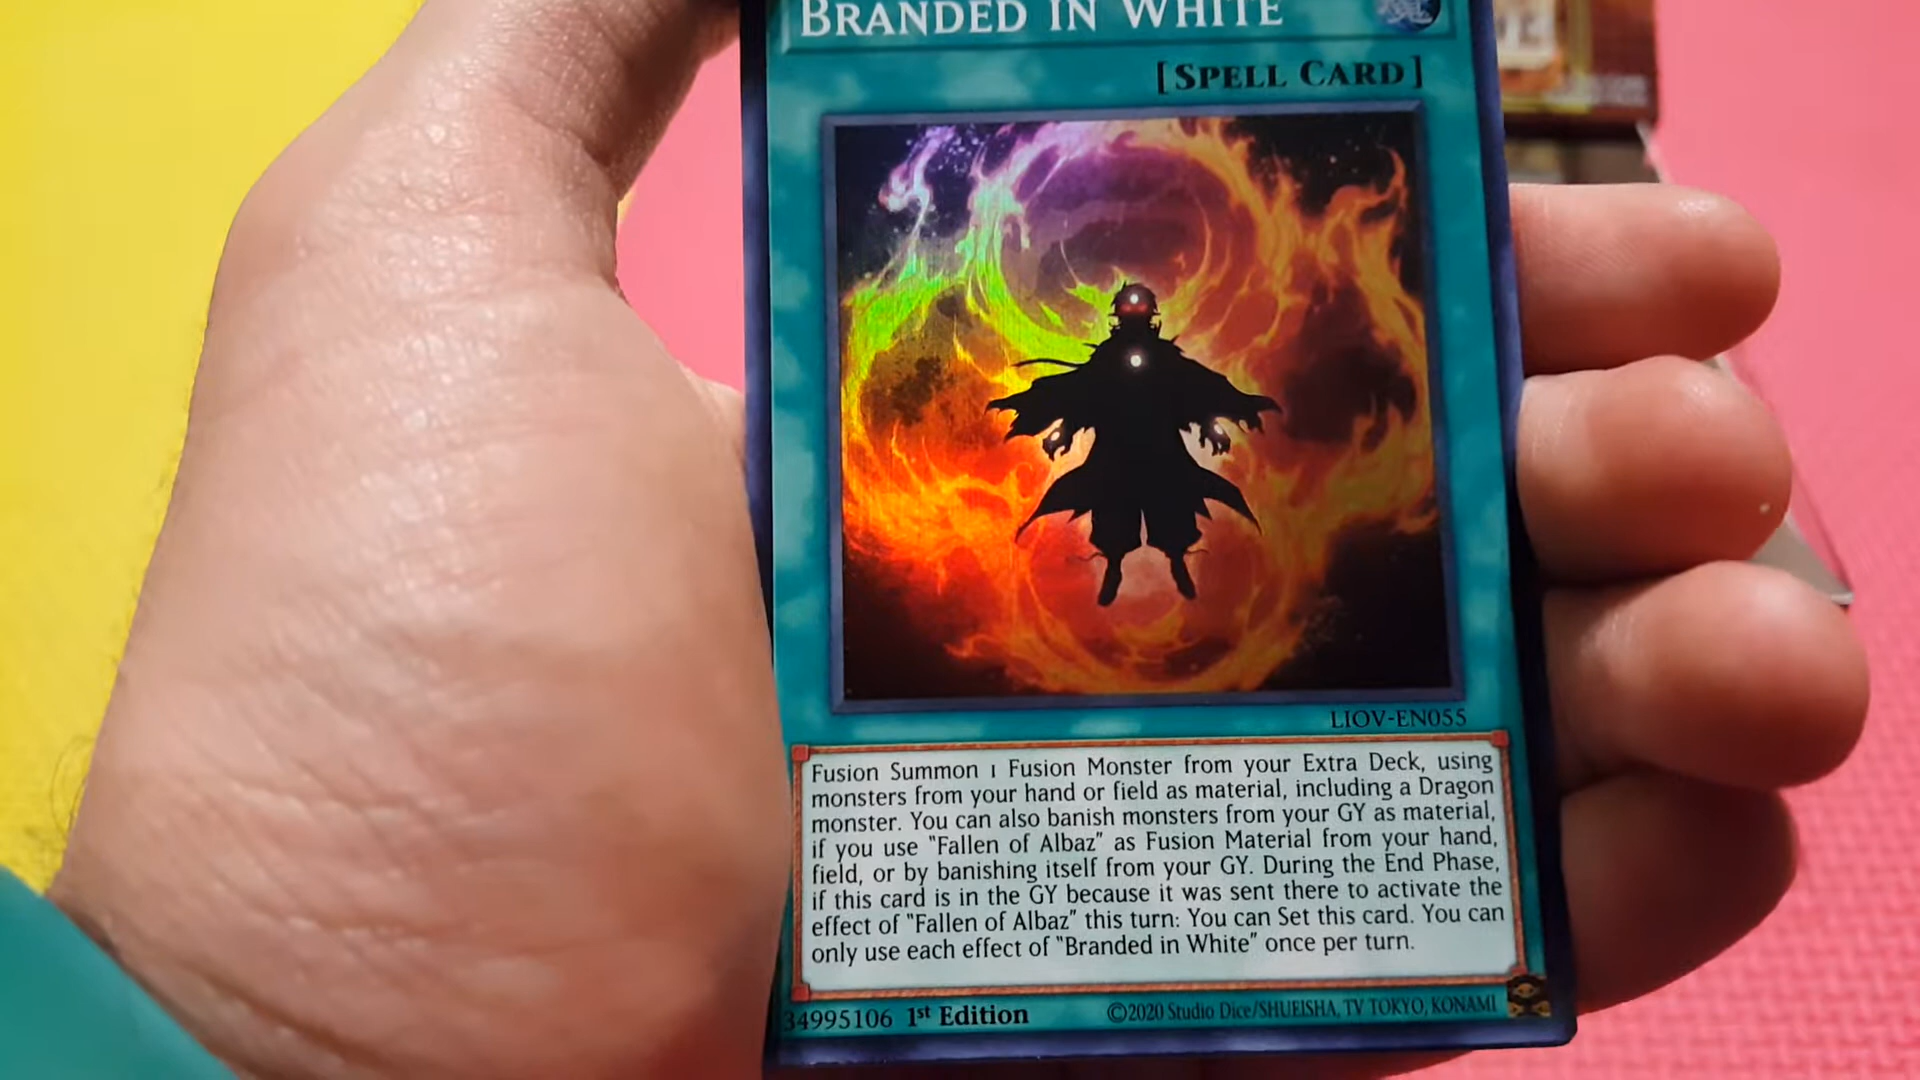 BRANDED IN WHITE
[SPELL CARD]
LIOV-EN055
Fusion Summon 1 Fusion Monster from your Extra Deck, using
monsters from your hand or field as material, including a Dragon
monster. You can also banish monsters from your GY as material,
if you use "Fallen of Albaz" as Fusion Material from your hand,
field, or by banishing itself from your GY. During the End Phase,
if this card is in the GY because it was sent there to activate the
effect of "Fallen of Albaz" this turn: You can Set this card. You can
only use each effect of "Branded in White" once per turn.
34995106 1st Edition ©2020 Studio Dice/SHUEISHA, TV TOKYO, KONAMI